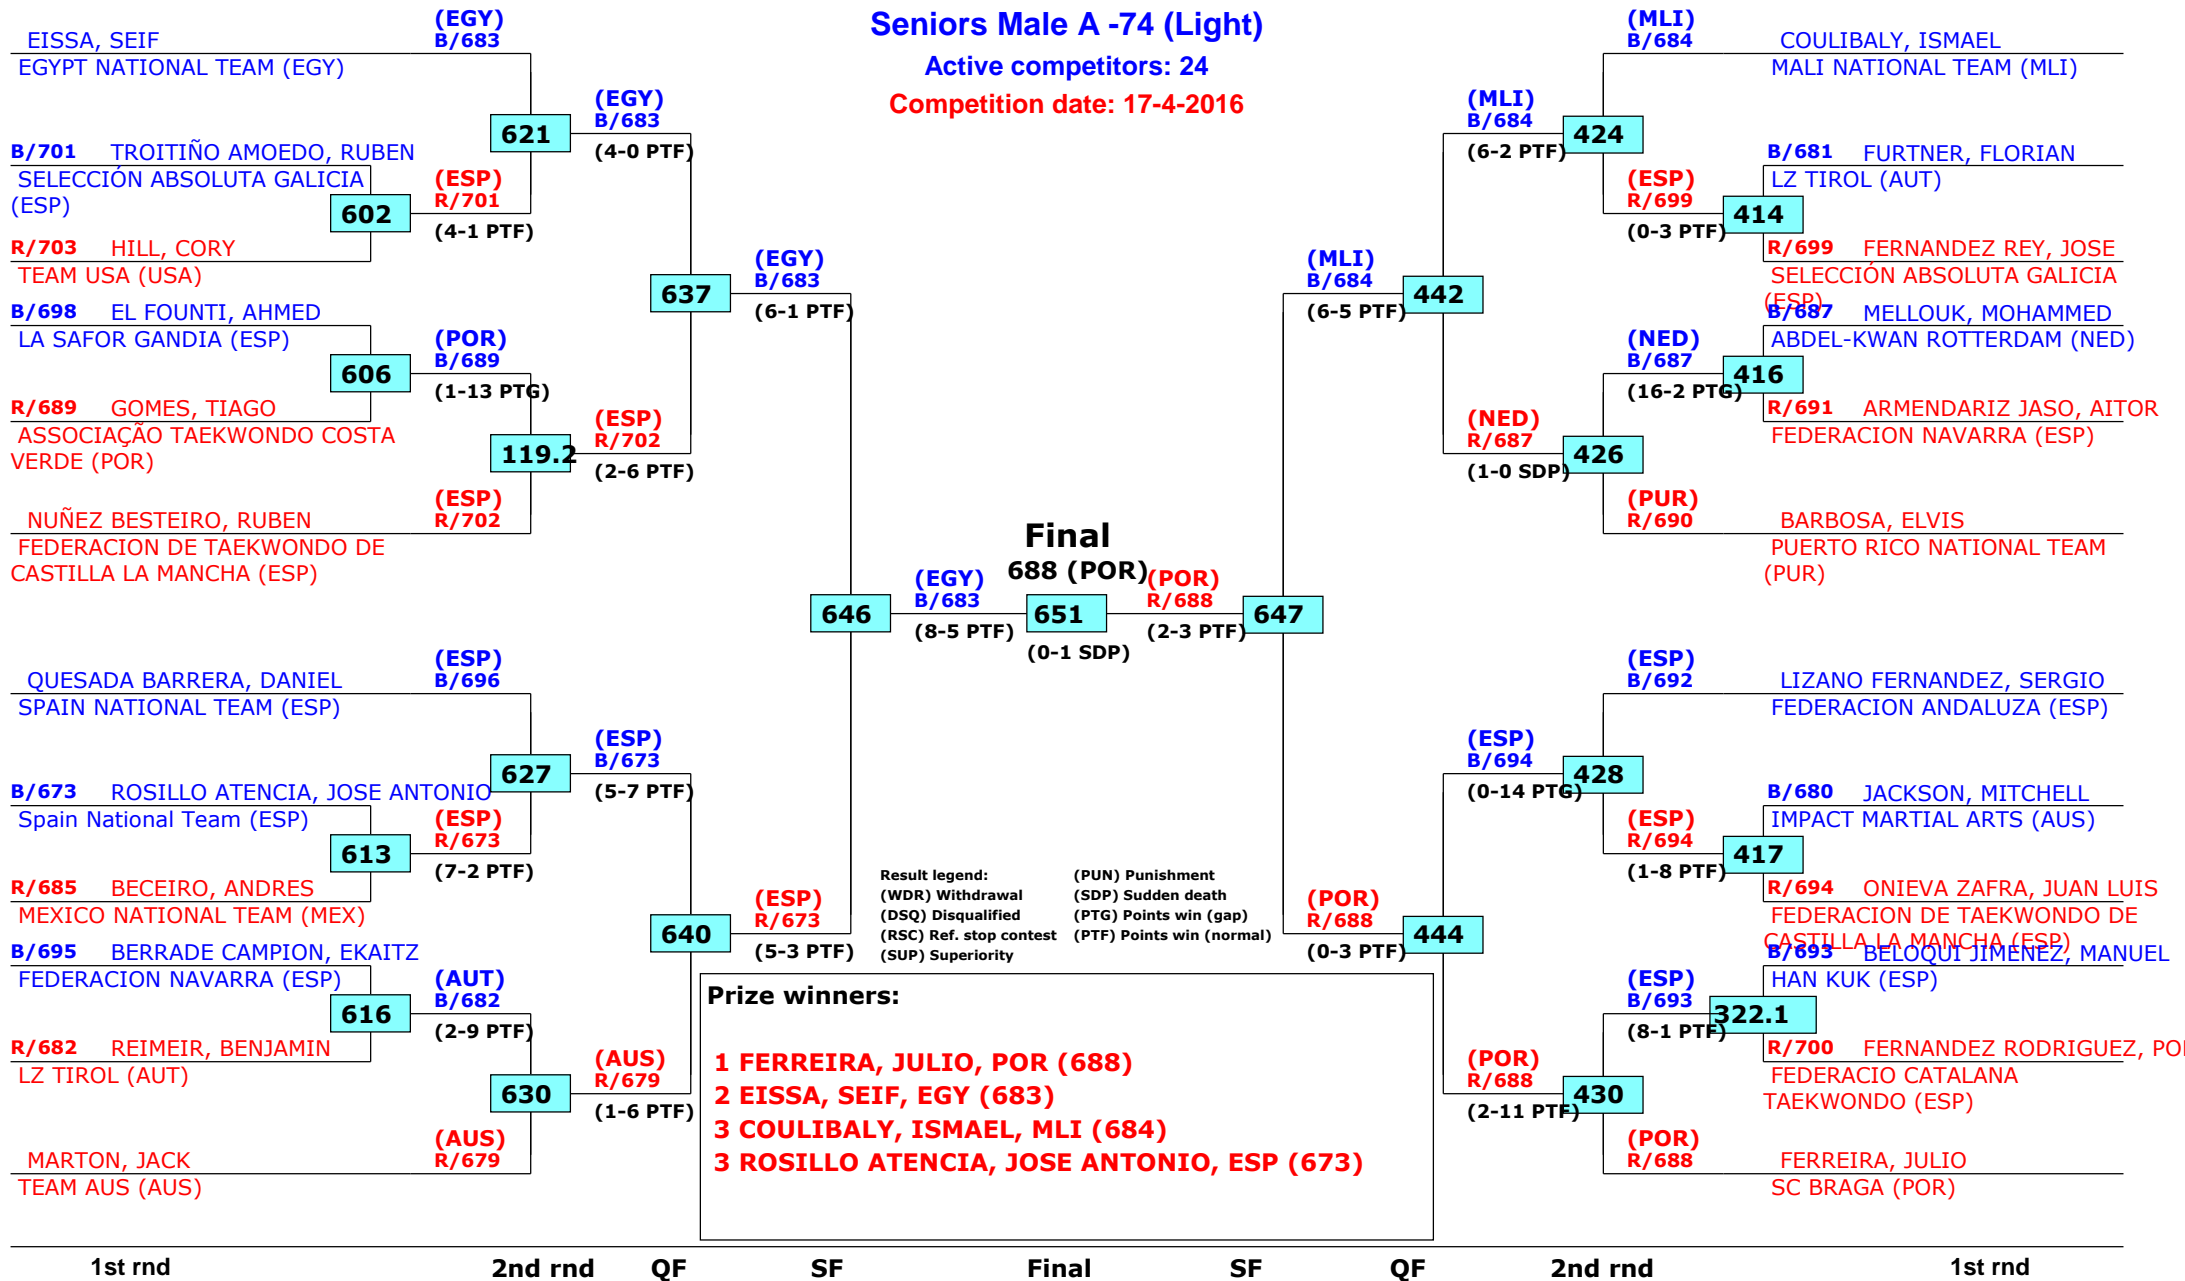 Seniors Male A -74 (Light)
Active competitors: 24
Competition date: 17-4-2016
(EGY)
B/683
EISSA, SEIF
EGYPT NATIONAL TEAM (EGY)
621
(EGY)
B/683
(4-0 PTF)
B/701 TROITIÑO AMOEDO, RUBEN
SELECCIÓN ABSOLUTA GALICIA
(ESP)
602
(ESP)
R/701
(4-1 PTF)
R/703 HILL, CORY
TEAM USA (USA)
637
(EGY)
B/683
(6-1 PTF)
B/698 EL FOUNTI, AHMED
LA SAFOR GANDIA (ESP)
606
(POR)
B/689
(1-13 PTG)
R/689 GOMES, TIAGO
ASSOCIAÇÃO TAEKWONDO COSTA
VERDE (POR)
119.2
(ESP)
R/702
(2-6 PTF)
(ESP)
R/702
NUÑEZ BESTEIRO, RUBEN
FEDERACION DE TAEKWONDO DE
CASTILLA LA MANCHA (ESP)
646
(EGY)
B/683
(8-5 PTF)
Final
688 (POR)
651
(0-1 SDP)
(POR)
R/688
(2-3 PTF)
647
(ESP)
B/696
QUESADA BARRERA, DANIEL
SPAIN NATIONAL TEAM (ESP)
627
(ESP)
B/673
(5-7 PTF)
B/673 ROSILLO ATENCIA, JOSE ANTONIO
Spain National Team (ESP)
613
(ESP)
R/673
(7-2 PTF)
R/685 BECEIRO, ANDRES
MEXICO NATIONAL TEAM (MEX)
640
(ESP)
R/673
(5-3 PTF)
B/695 BERRADE CAMPION, EKAITZ
FEDERACION NAVARRA (ESP)
616
(AUT)
B/682
(2-9 PTF)
R/682 REIMEIR, BENJAMIN
LZ TIROL (AUT)
630
(AUS)
R/679
(1-6 PTF)
(AUS)
R/679
MARTON, JACK
TEAM AUS (AUS)
(MLI)
B/684
COULIBALY, ISMAEL
MALI NATIONAL TEAM (MLI)
(MLI)
B/684
(6-2 PTF)
424
B/681 FURTNER, FLORIAN
LZ TIROL (AUT)
(ESP)
R/699
(0-3 PTF)
414
R/699 FERNANDEZ REY, JOSE
SELECCIÓN ABSOLUTA GALICIA
(ESP)
(MLI)
B/684
(6-5 PTF)
442
B/687 MELLOUK, MOHAMMED
ABDEL-KWAN ROTTERDAM (NED)
(NED)
B/687
(16-2 PTG)
416
R/691 ARMENDARIZ JASO, AITOR
FEDERACION NAVARRA (ESP)
(NED)
R/687
(1-0 SDP)
426
(PUR)
R/690
BARBOSA, ELVIS
PUERTO RICO NATIONAL TEAM
(PUR)
(ESP)
B/692
LIZANO FERNANDEZ, SERGIO
FEDERACION ANDALUZA (ESP)
(ESP)
B/694
(0-14 PTG)
428
B/680 JACKSON, MITCHELL
IMPACT MARTIAL ARTS (AUS)
(ESP)
R/694
(1-8 PTF)
417
R/694 ONIEVA ZAFRA, JUAN LUIS
FEDERACION DE TAEKWONDO DE
CASTILLA LA MANCHA (ESP)
(POR)
R/688
(0-3 PTF)
444
B/693 BELOQUI JIMENEZ, MANUEL
HAN KUK (ESP)
(ESP)
B/693
(8-1 PTF)
322.1
R/700 FERNANDEZ RODRIGUEZ, POL
FEDERACIO CATALANA
TAEKWONDO (ESP)
(POR)
R/688
(2-11 PTF)
430
(POR)
R/688
FERREIRA, JULIO
SC BRAGA (POR)
Result legend:
(WDR) Withdrawal
(DSQ) Disqualified
(RSC) Ref. stop contest
(SUP) Superiority
(PUN) Punishment
(SDP) Sudden death
(PTG) Points win (gap)
(PTF) Points win (normal)
Prize winners:
1 FERREIRA, JULIO, POR (688)
2 EISSA, SEIF, EGY (683)
3 COULIBALY, ISMAEL, MLI (684)
3 ROSILLO ATENCIA, JOSE ANTONIO, ESP (673)
1st rnd 2nd rnd QF SF Final SF QF 2nd rnd 1st rnd